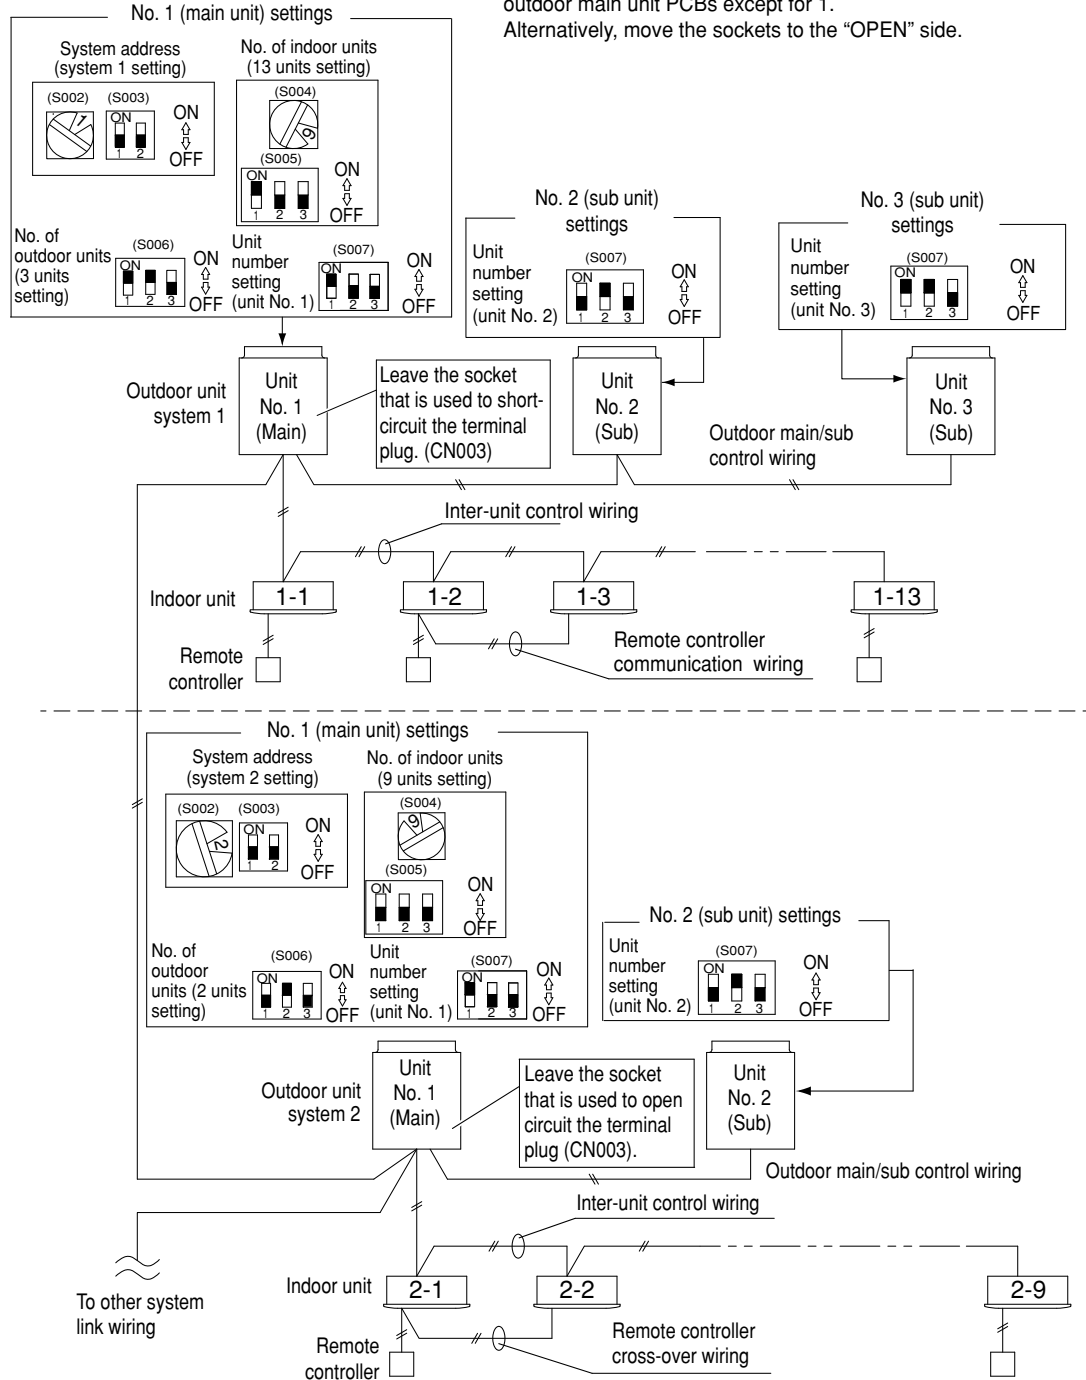 outdoor main unit PCBs except for 1.
Alternatively, move the sockets to the “OPEN” side.
No. 1 (main unit) settings
System address
(system 1 setting)
(S002)
1
(S003)
ON
1 2
ON
OFF
No. of indoor units
(13 units setting)
(S004)
(S005)
ON
1 2 3
ON
OFF
No. of
outdoor units
(3 units
setting)
(S006)
ON
1 2 3
ON
OFF
Unit
number
setting
(unit No. 1)
(S007)
ON
1 2 3
ON
OFF
No. 2 (sub unit)
settings
Unit
number
setting
(unit No. 2)
(S007)
ON
1 2 3
ON
OFF
No. 3 (sub unit)
settings
Unit
number
setting
(unit No. 3)
(S007)
ON
1 2 3
ON
OFF
Outdoor unit
system 1
Unit
No. 1
(Main)
Leave the socket
that is used to short-
circuit the terminal
plug. (CN003)
Unit
No. 2
(Sub)
Outdoor main/sub
control wiring
Unit
No. 3
(Sub)
Inter-unit control wiring
Indoor unit
1-1
1-2
1-3
1-13
Remote
controller
Remote controller
communication wiring
No. 1 (main unit) settings
System address
(system 2 setting)
(S002)
2
(S003)
ON
1 2
ON
OFF
No. of indoor units
(9 units setting)
(S004)
9
(S005)
ON
1 2 3
ON
OFF
No. of
outdoor
units (2 units
setting)
(S006)
ON
1 2 3
ON
OFF
Unit
number
setting
(unit No. 1)
(S007)
ON
1 2 3
ON
OFF
No. 2 (sub unit) settings
Unit
number
setting
(unit No. 2)
(S007)
ON
1 2 3
ON
OFF
Outdoor unit
system 2
Unit
No. 1
(Main)
Leave the socket
that is used to open
circuit the terminal
plug (CN003).
Unit
No. 2
(Sub)
Outdoor main/sub control wiring
Inter-unit control wiring
To other system
link wiring
Indoor unit
2-1
2-2
2-9
Remote
controller
Remote controller
cross-over wiring